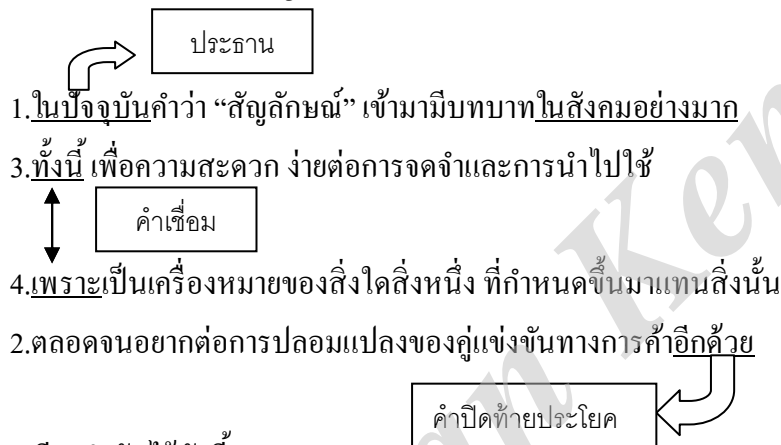 ประธาน
1.ในปัจจุบันคำว่า “สัญลักษณ์” เข้ามามีบทบาทในสังคมอย่างมาก
3.ทั้งนี้ เพื่อความสะดวก ง่ายต่อการจดจำและการนำไปใช้
คำเชื่อม
4.เพราะเป็นเครื่องหมายของสิ่งใดสิ่งหนึ่ง ที่กำหนดขึ้นมาแทนสิ่งนั้น
2.ตลอดจนอยากต่อการปลอมแปลงของคู่แข่งขันทางการค้าอีกด้วย
คำปิดท้ายประโยค